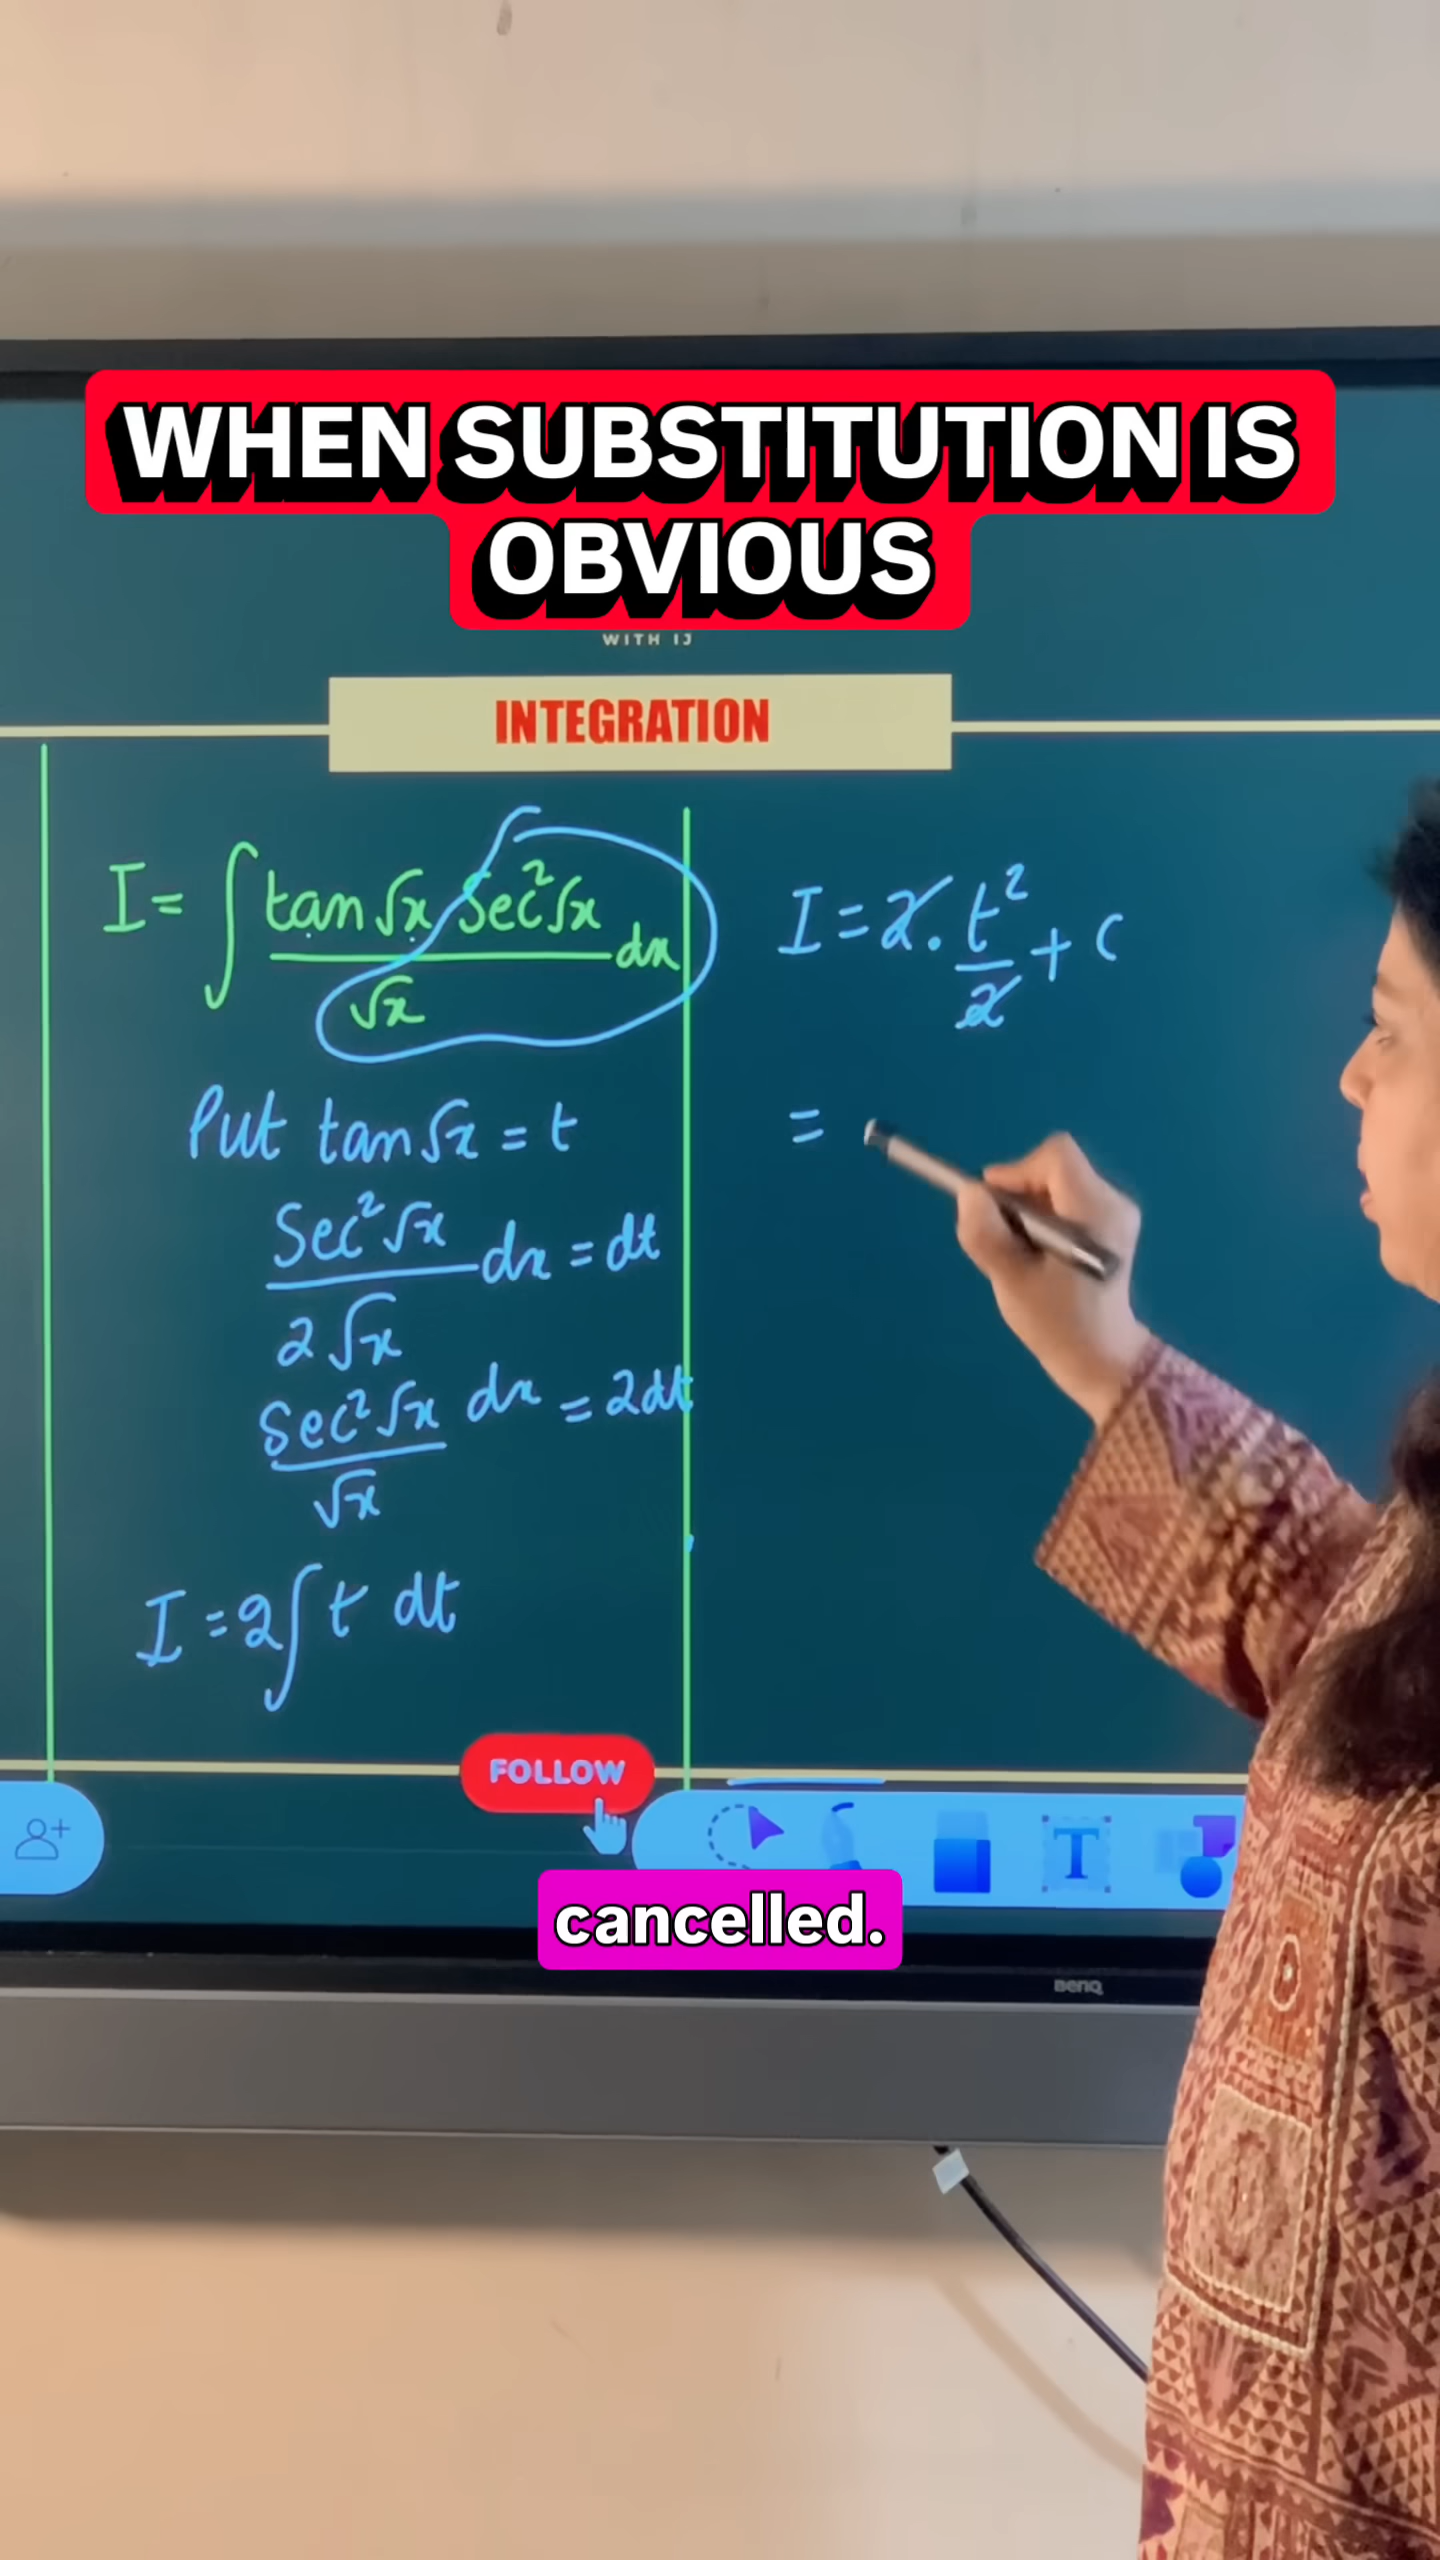 WHEN SUBSTITUTION IS
OBVIOUS
WITH IJ
INTEGRATION
I = ∫ tan √x sec² √x / √x dx
Put tan √x = t
Sec² √x / 2√x dx = dt
Sec² √x / √x dx = 2dt
I = 2∫ t dt
I = 2. t² / 2 + c
=
FOLLOW
T
cancelled.
BenQ